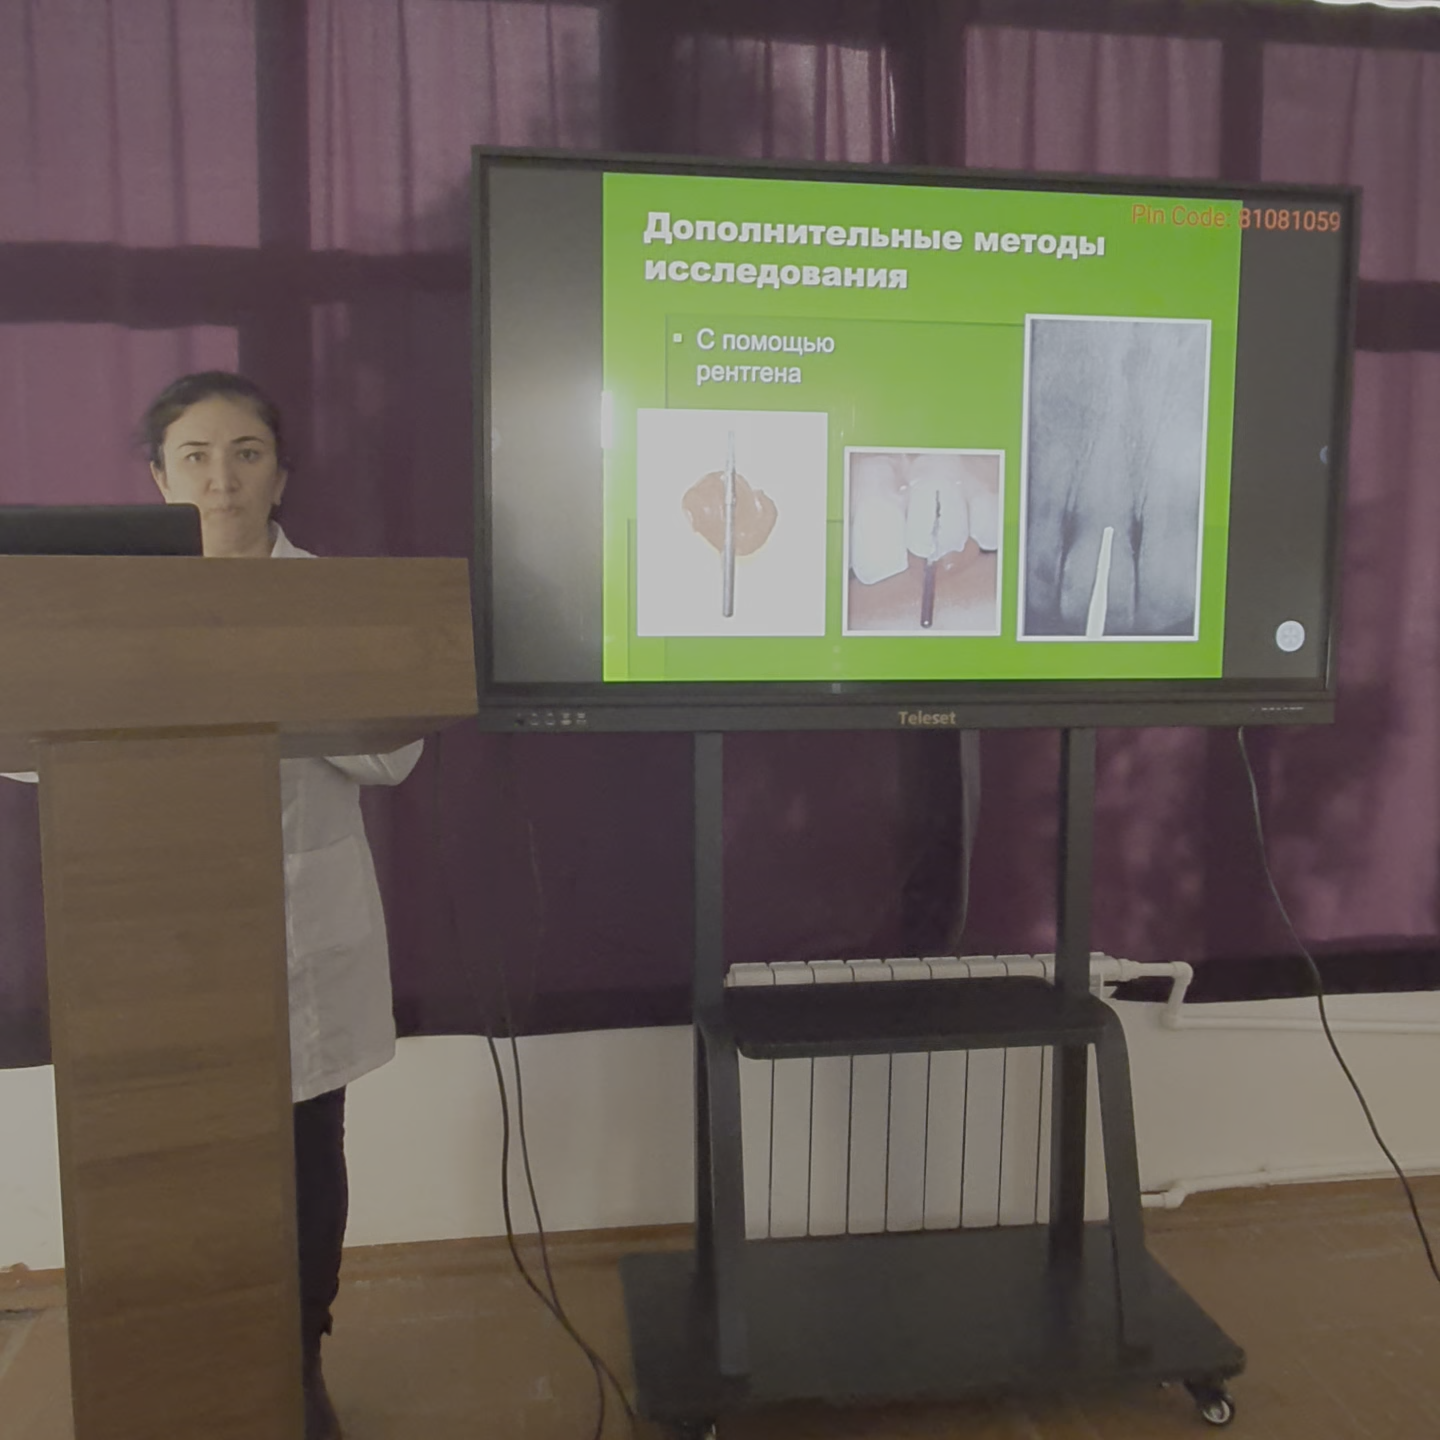 Pin Code: 81081059
Дополнительные методы
исследования
▪ С помощью
рентгена
Teleset